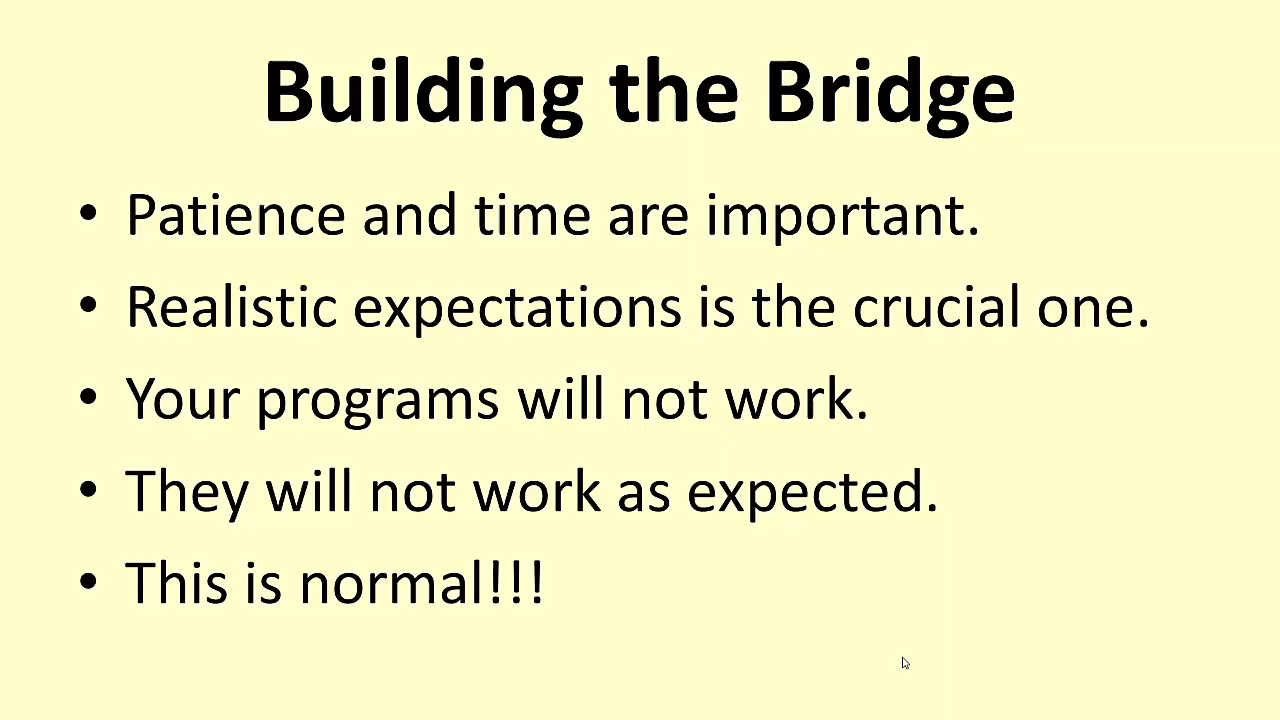 Building the Bridge
• Patience and time are important.
• Realistic expectations is the crucial one.
• Your programs will not work.
• They will not work as expected.
• This is normal!!!